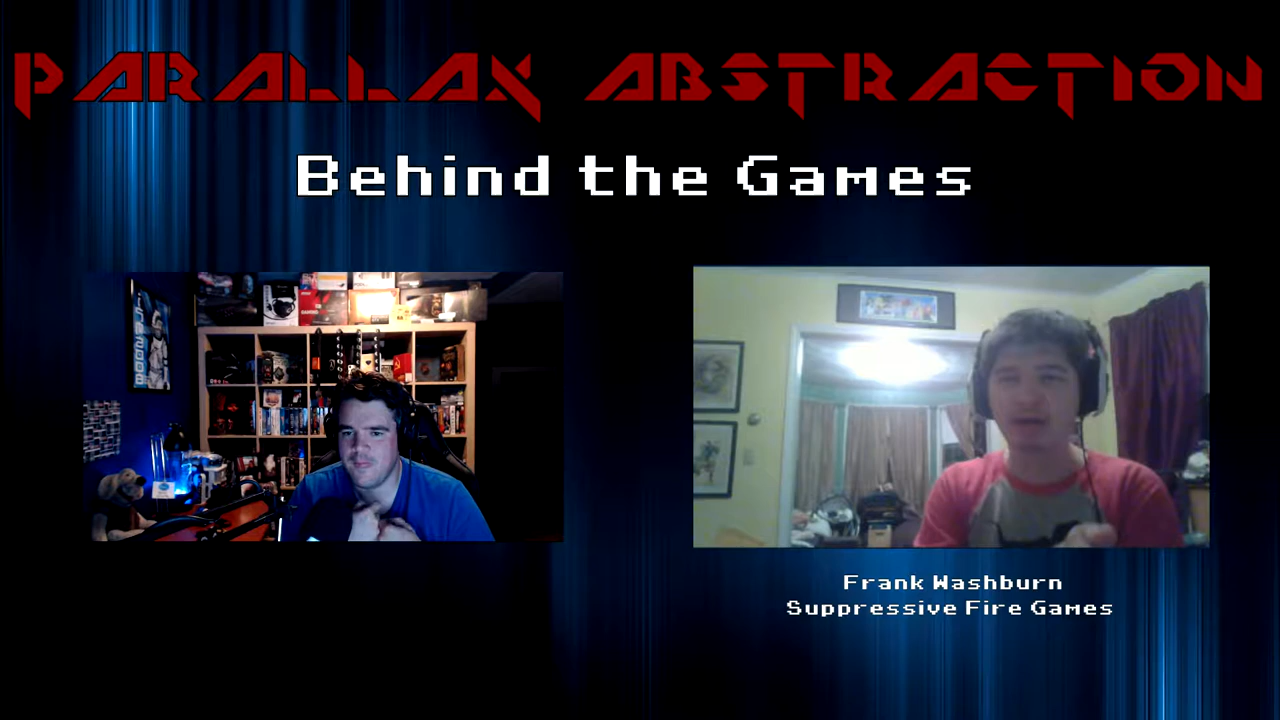 PARALLAX ABSTRACTION
Behind the Games
Frank Washburn
Suppressive Fire Games